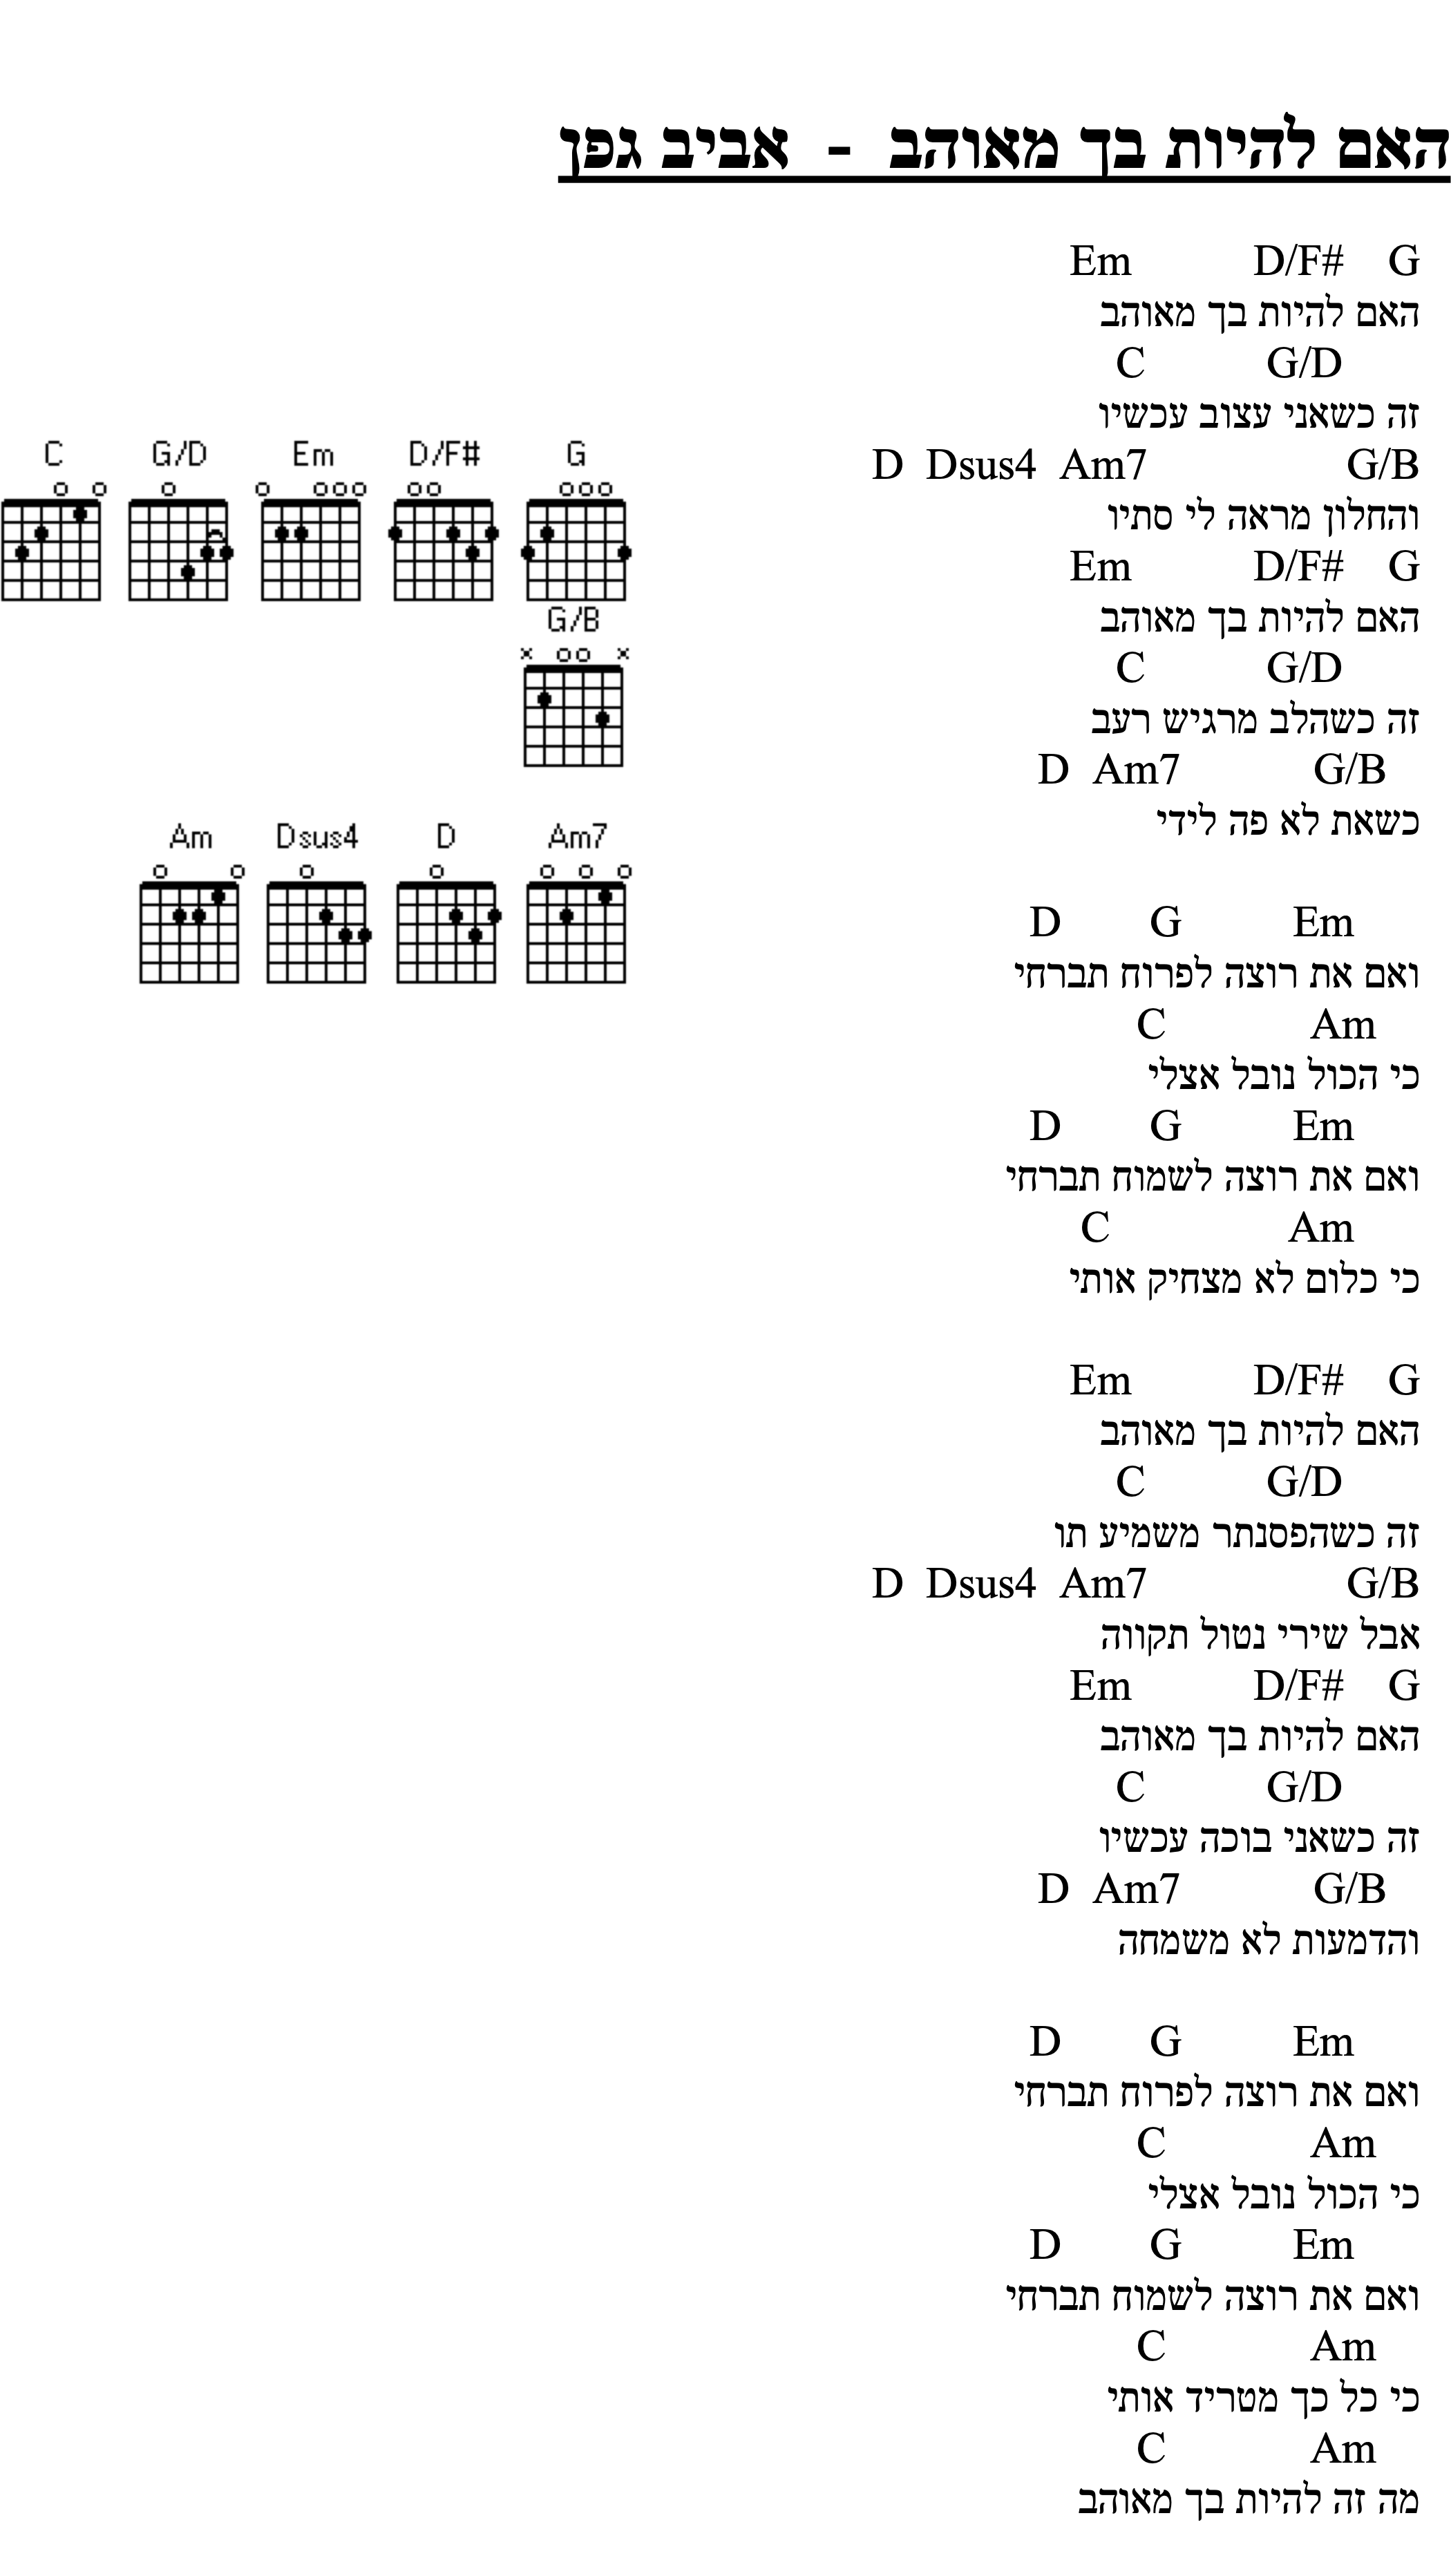 האם להיות בך מאוהב - אביב גפן
G D/F# Em
האם להיות בך מאוהב
G/D C
זה כשאני עצוב עכשיו
G/B Am7 Dsus4 D
והחלון מראה לי סתיו
G D/F# Em
האם להיות בך מאוהב
G/D C
זה כשהלב מרגיש רעב
G/B Am7 D
כשאת לא פה לידי
Em G D
ואם את רוצה לפרוח תברחי
Am C
כי הכול נובל אצלי
Em G D
ואם את רוצה לשמוח תברחי
Am C
כי כלום לא מצחיק אותי
G D/F# Em
האם להיות בך מאוהב
G/D C
זה כשהפסנתר משמיע תו
G/B Am7 Dsus4 D
אבל שירי נטול תקווה
G D/F# Em
האם להיות בך מאוהב
G/D C
זה כשאני בוכה עכשיו
G/B Am7 D
והדמעות לא משמחה
Em G D
ואם את רוצה לפרוח תברחי
Am C
כי הכול נובל אצלי
Em G D
ואם את רוצה לשמוח תברחי
Am C
כי כל כך מטריד אותי
Am C
מה זה להיות בך מאוהב
G D/F# Em G/D C
G/B
Am7 D Dsus4 Am